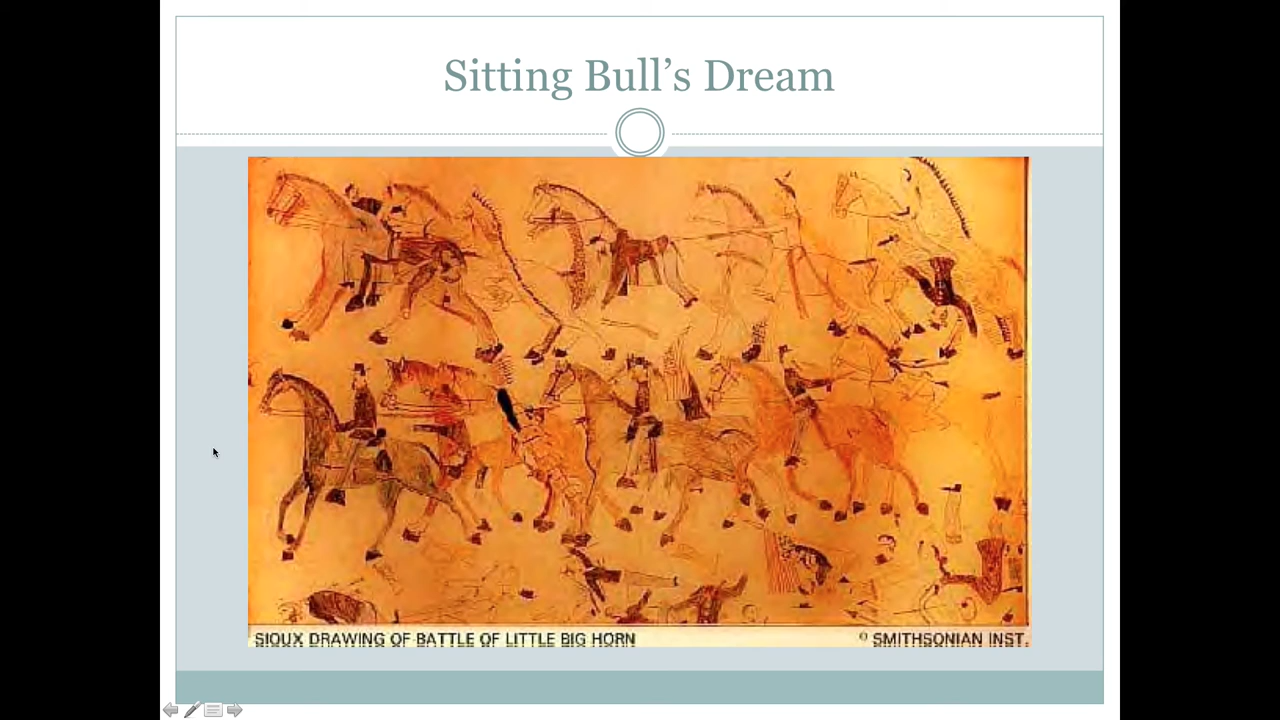 Sitting Bull’s Dream
SIOUX DRAWING OF BATTLE OF LITTLE BIG HORN
© SMITHSONIAN INST.